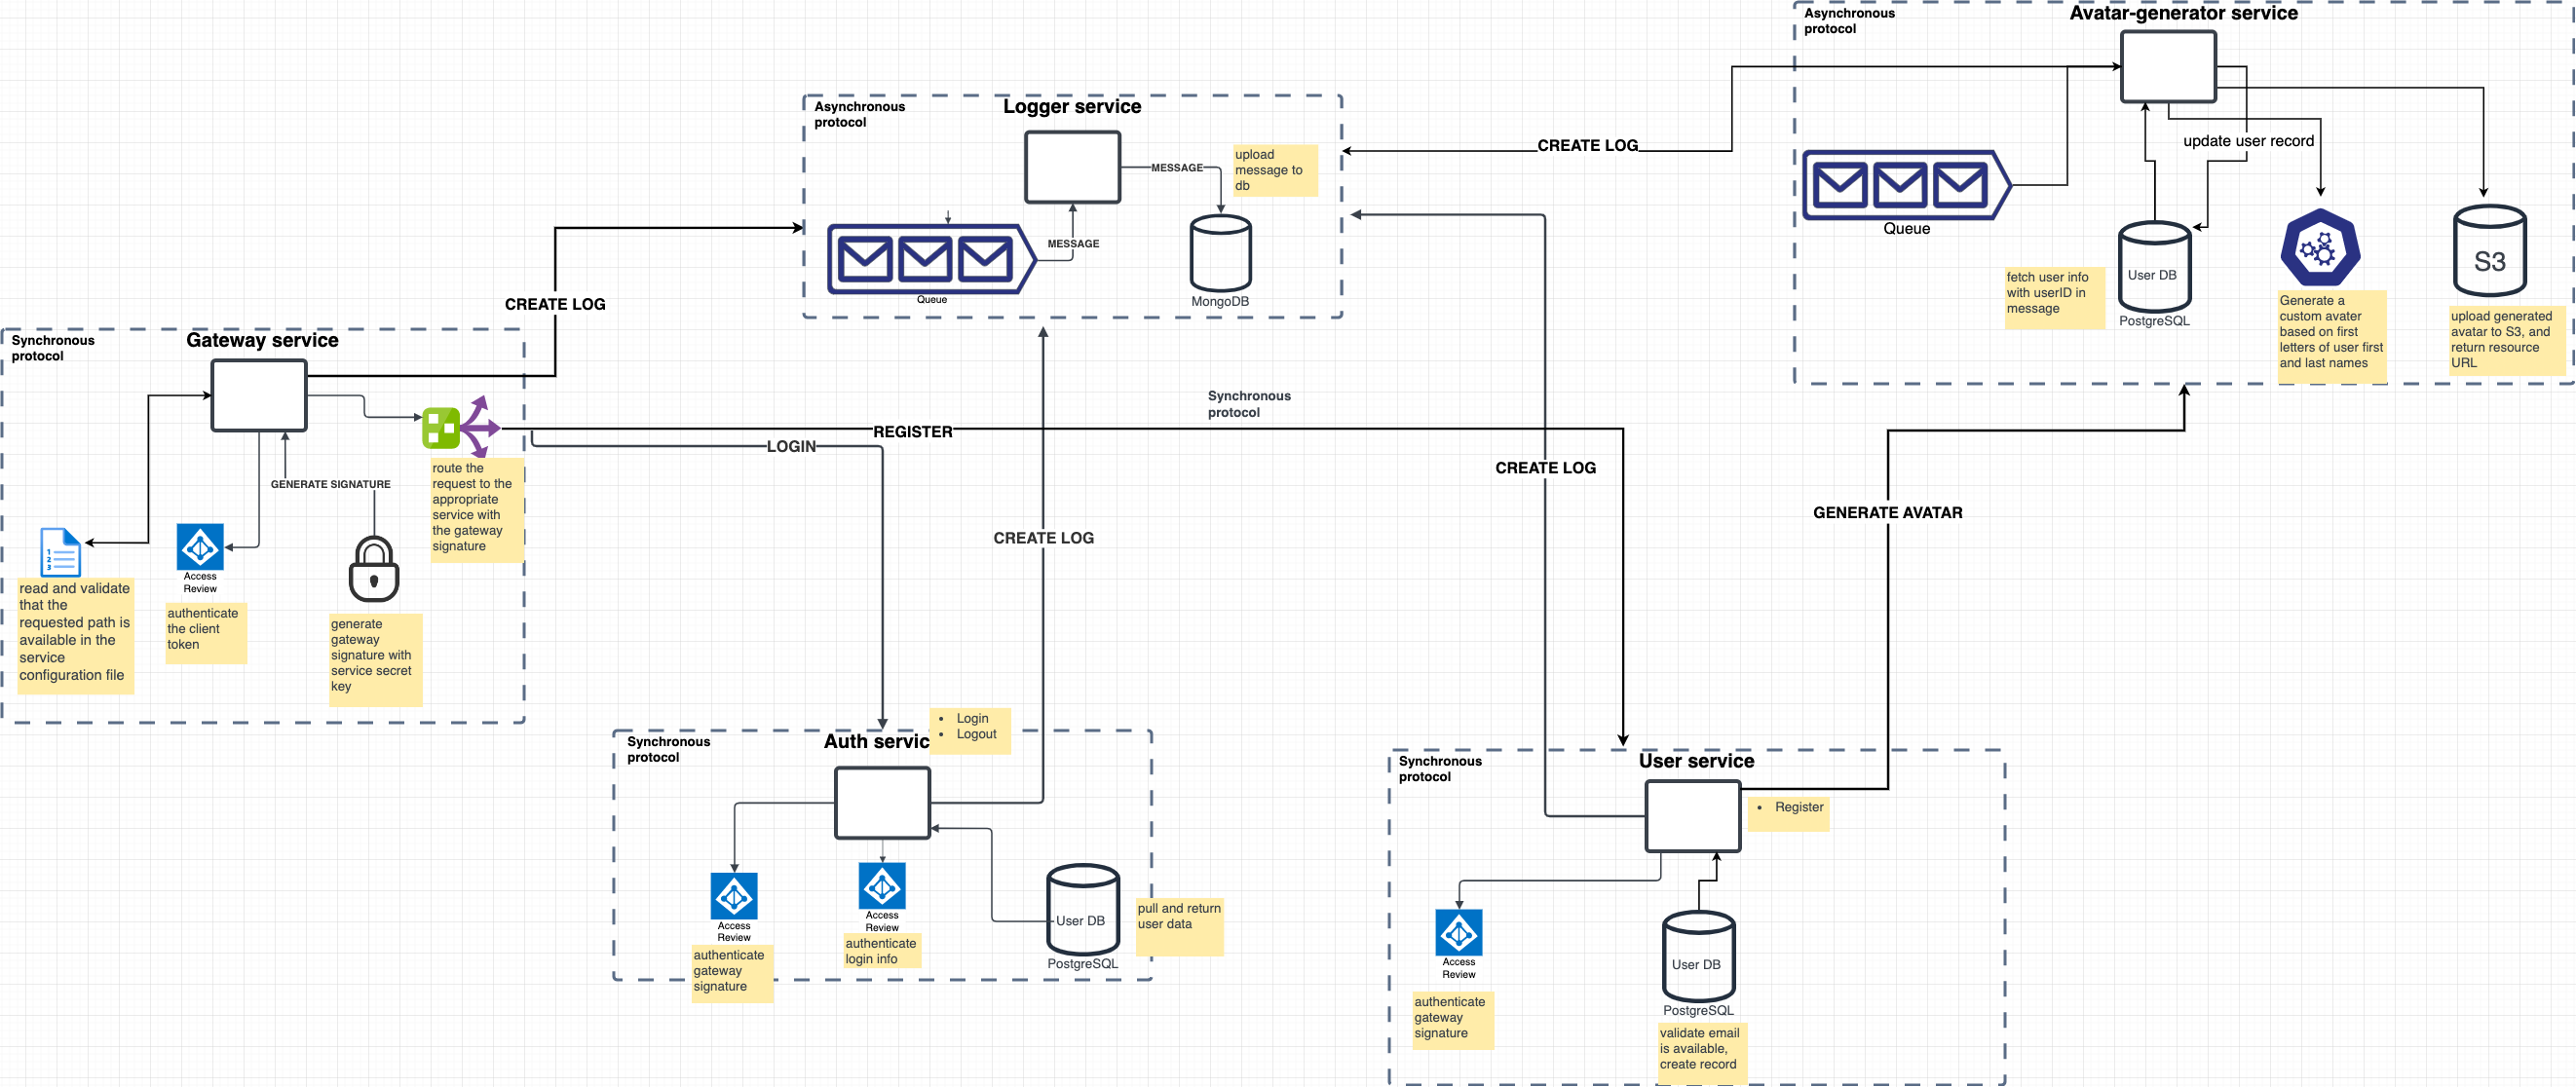 Asynchronous
protocol
Avatar-generator service
update user record
Queue
User DB
PostgreSQL
S3
fetch user info
with userID in
message
Generate a
custom avater
based on first
letters of user first
and last names
upload generated
avatar to S3, and
return resource
URL
Asynchronous
protocol
Logger service
MESSAGE
upload
message to
db
MESSAGE
Queue
MongoDB
CREATE LOG
CREATE LOG
Synchronous
protocol
Gateway service
GENERATE SIGNATURE
route the
request to the
appropriate
service with
the gateway
signature
read and validate
that the
requested path is
available in the
service
configuration file
Access
Review
authenticate
the client
token
generate
gateway
signature with
service secret
key
Synchronous
protocol
REGISTER
LOGIN
CREATE LOG
CREATE LOG
GENERATE AVATAR
Synchronous
protocol
Auth servic
• Login
• Logout
Access
Review
authenticate
gateway
signature
Access
Review
authenticate
login info
User DB
PostgreSQL
pull and return
user data
Synchronous
protocol
User service
• Register
Access
Review
authenticate
gateway
signature
User DB
PostgreSQL
validate email
is available,
create record